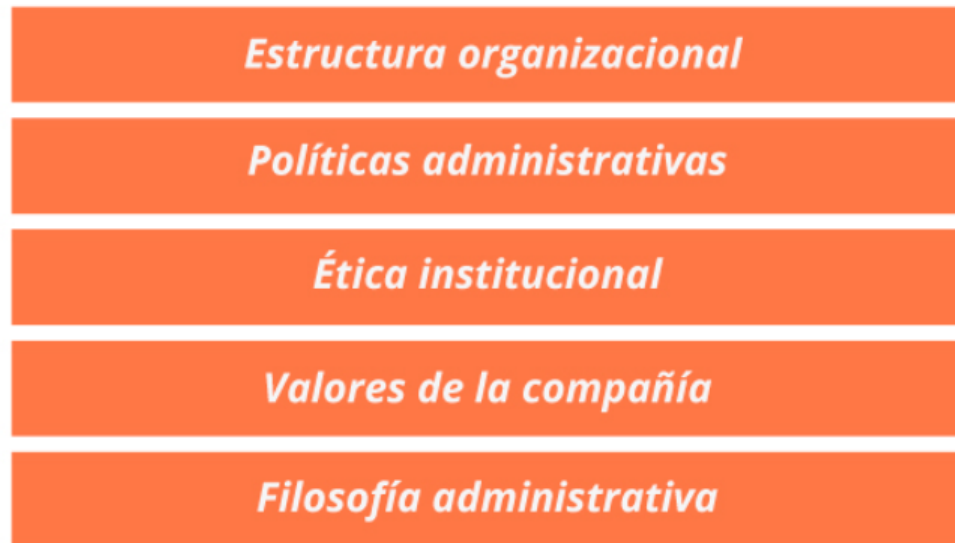 Estructura organizacional
Políticas administrativas
Ética institucional
Valores de la compañía
Filosofía administrativa